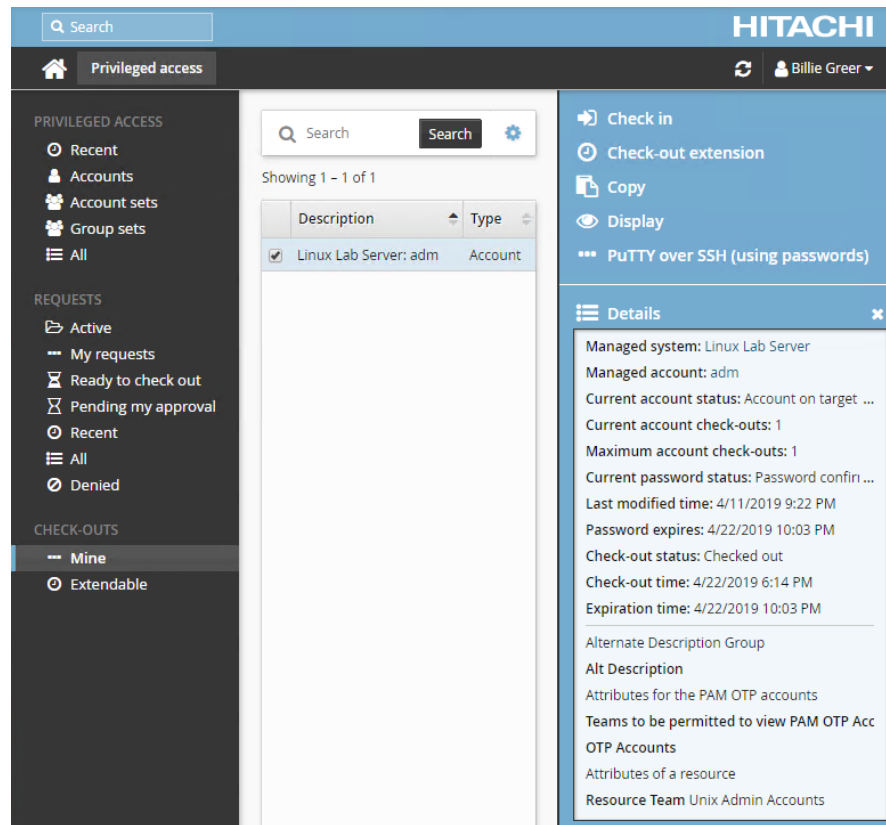 Search
HITACHI
Privileged access
Billie Greer
PRIVILEGED ACCESS
Recent
Accounts
Account sets
Group sets
All
REQUESTS
Active
My requests
Ready to check out
Pending my approval
Recent
All
Denied
CHECK-OUTS
Mine
Extendable
Search
Search
Showing 1 – 1 of 1
Description Type
Linux Lab Server: adm Account
Check in
Check-out extension
Copy
Display
PuTTY over SSH (using passwords)
Details
Managed system: Linux Lab Server
Managed account: adm
Current account status: Account on target ...
Current account check-outs: 1
Maximum account check-outs: 1
Current password status: Password confirı ...
Last modified time: 4/11/2019 9:22 PM
Password expires: 4/22/2019 10:03 PM
Check-out status: Checked out
Check-out time: 4/22/2019 6:14 PM
Expiration time: 4/22/2019 10:03 PM
Alternate Description Group
Alt Description
Attributes for the PAM OTP accounts
Teams to be permitted to view PAM OTP Acc
OTP Accounts
Attributes of a resource
Resource Team Unix Admin Accounts